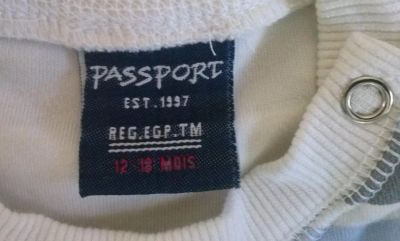 PASSPORT
EST.1997
REG.EGP.TM
12 18 MOIS